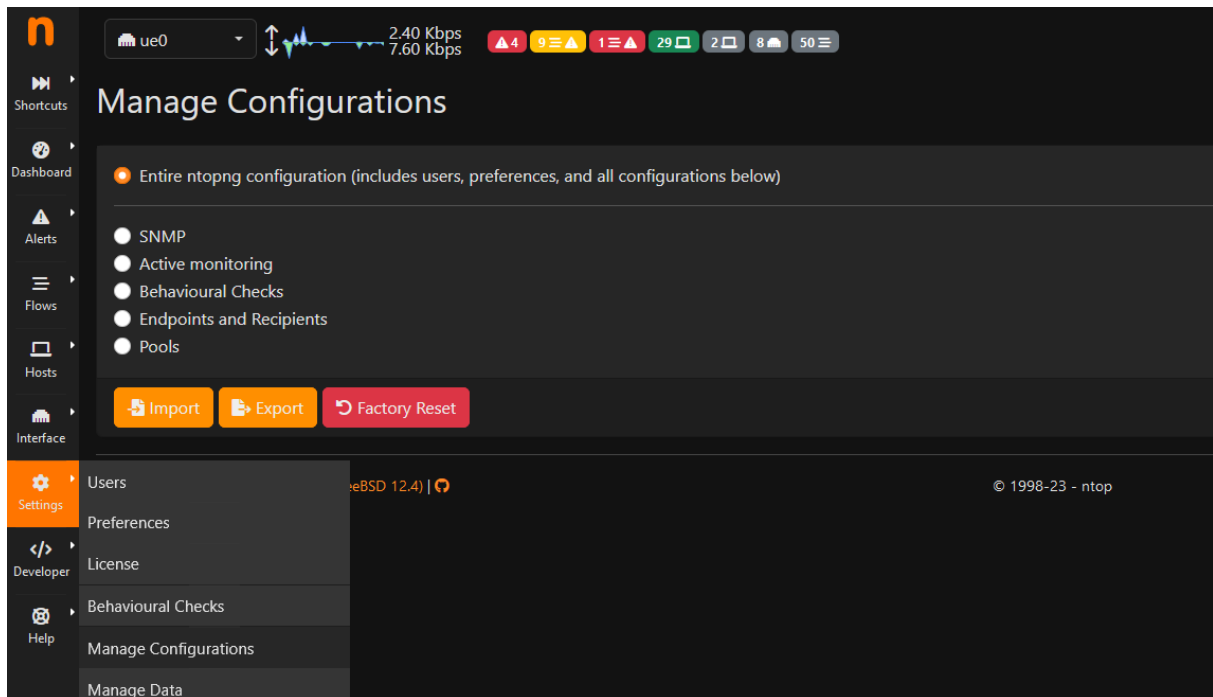 n
ue0
2.40 Kbps
7.60 Kbps
4 9 1 29 2 8 50
Shortcuts
Dashboard
Alerts
Flows
Hosts
Interface
Settings
</> Developer
Help
Manage Configurations
Entire ntopng configuration (includes users, preferences, and all configurations below)
SNMP
Active monitoring
Behavioural Checks
Endpoints and Recipients
Pools
Import Export Factory Reset
Users
Preferences
License
Behavioural Checks
Manage Configurations
Manage Data
eBSD 12.4) |
© 1998-23 - ntop